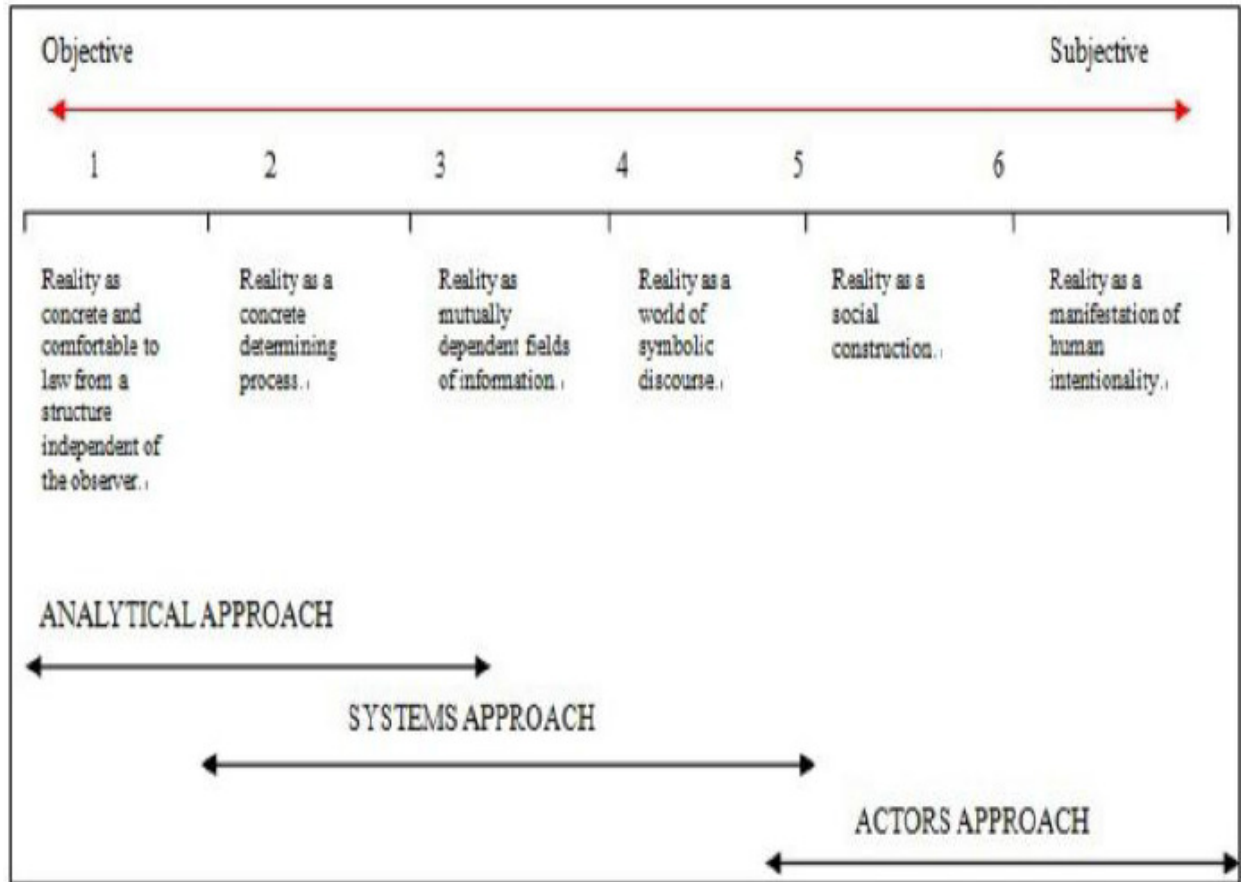 Objective Subjective
1 2 3 4 5 6
Reality as
concrete and
comfortable to
law from a
structure
independent of
the observer.
Reality as a
concrete
determining
process.
Reality as
mutually
dependent fields
of information.
Reality as a
world of
symbolic
discourse.
Reality as a
social
construction.
Reality as a
manifestation of
human
intentionality.
ANALYTICAL APPROACH
SYSTEMS APPROACH
ACTORS APPROACH